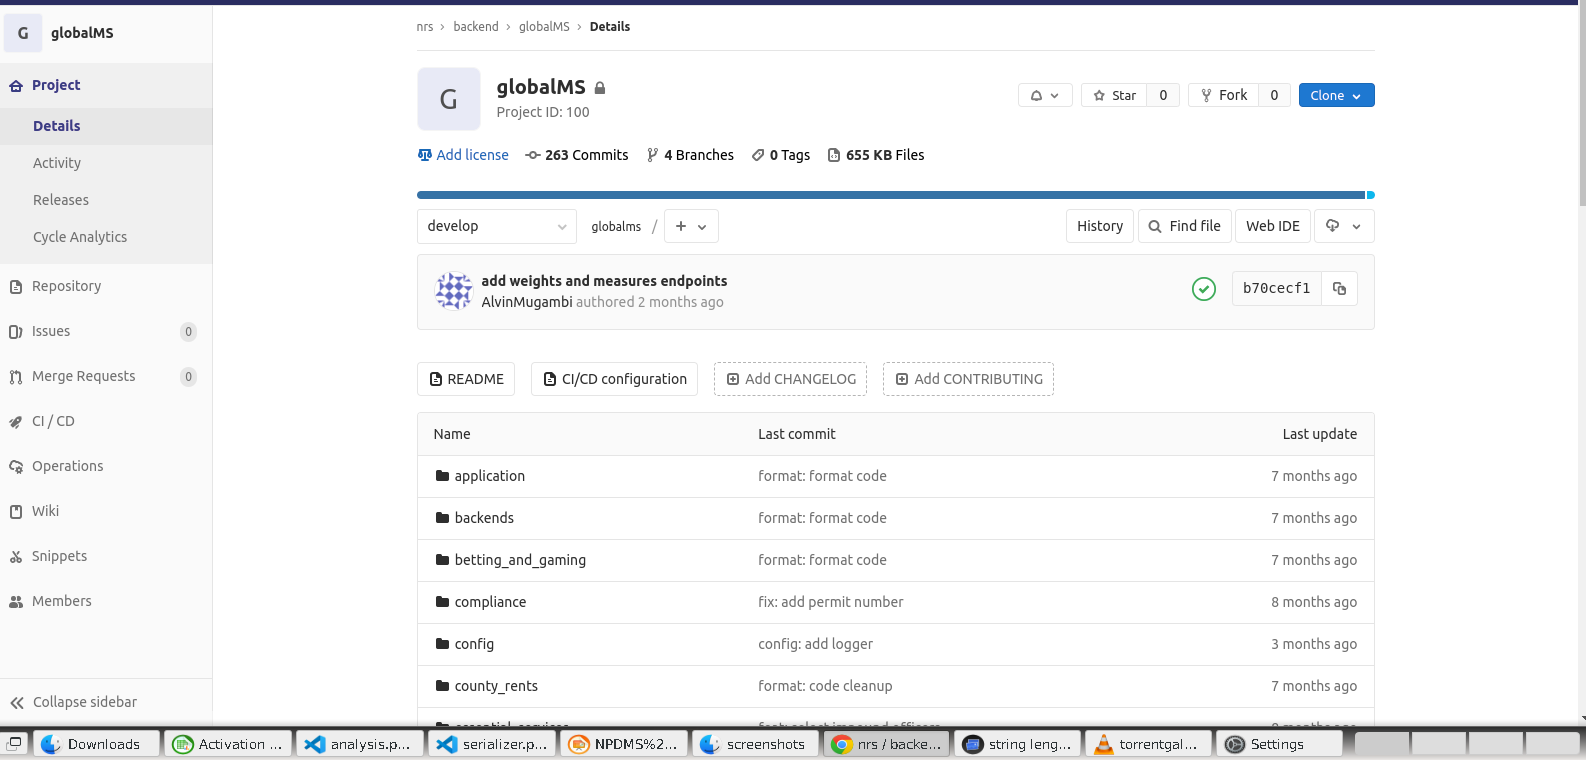 nrs › backend › globalMS › Details
G globalMS
Project
Details
Activity
Releases
Cycle Analytics
Repository
Issues 0
Merge Requests 0
CI / CD
Operations
Wiki
Snippets
Members
Collapse sidebar
G
globalMS
Project ID: 100
Star 0 Fork 0 Clone
Add license 263 Commits 4 Branches 0 Tags 655 KB Files
develop globalms / + History Find file Web IDE
add weights and measures endpoints
AlvinMugambi authored 2 months ago
b70cecf1
README CI/CD configuration Add CHANGELOG Add CONTRIBUTING
Name Last commit Last update
application format: format code 7 months ago
backends format: format code 7 months ago
betting_and_gaming format: format code 7 months ago
compliance fix: add permit number 8 months ago
config config: add logger 3 months ago
county_rents format: code cleanup 7 months ago
Downloads Activation ... analysis.p... serializer.p... NPDMS%2... screenshots nrs / backe... string leng... torrentgal... Settings